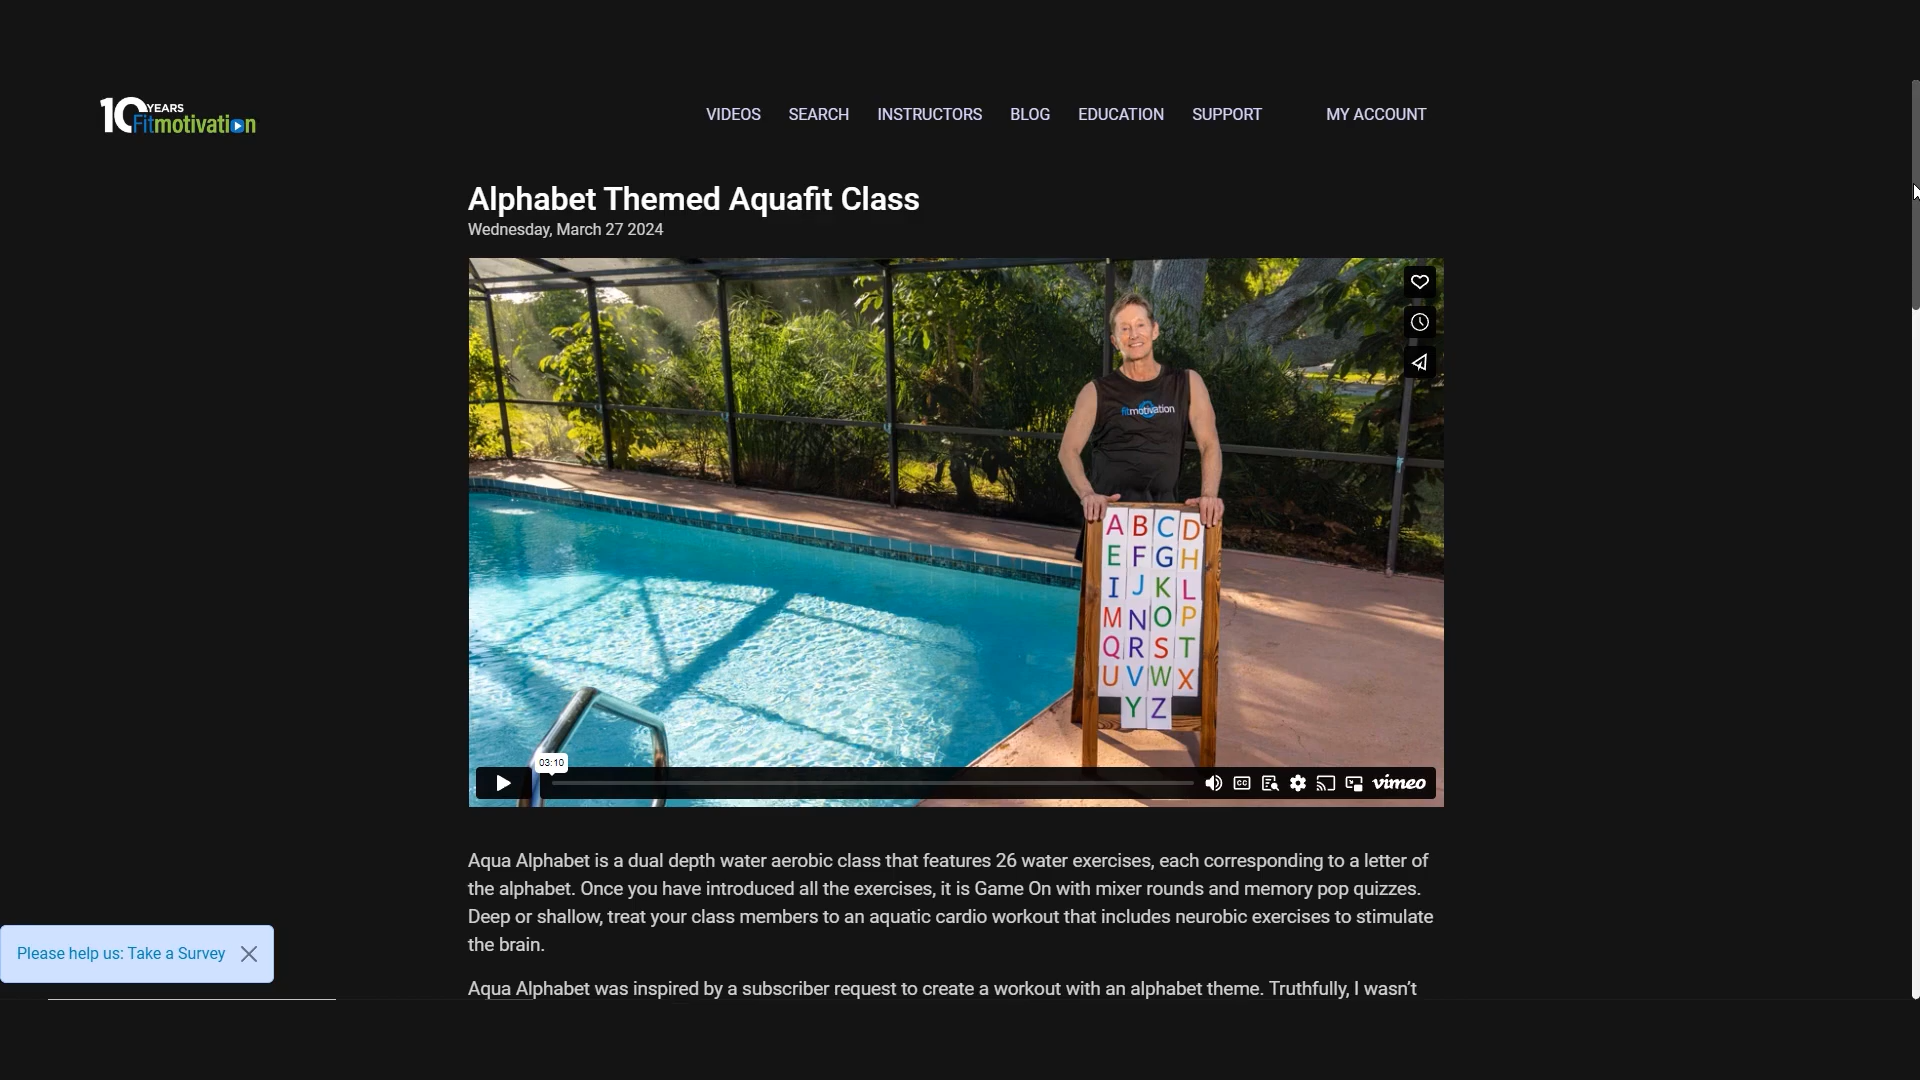 10 YEARS
Fitmotivation
VIDEOS SEARCH INSTRUCTORS BLOG EDUCATION SUPPORT MY ACCOUNT
Alphabet Themed Aquafit Class
Wednesday, March 27 2024
fitmotivation
A B C D
E F G H
I J K L
M N O P
Q R S T
U V W X
Y Z
03:10
CC vimeo
Aqua Alphabet is a dual depth water aerobic class that features 26 water exercises, each corresponding to a letter of
the alphabet. Once you have introduced all the exercises, it is Game On with mixer rounds and memory pop quizzes.
Deep or shallow, treat your class members to an aquatic cardio workout that includes neurobic exercises to stimulate
the brain.
Please help us: Take a Survey
Aqua Alphabet was inspired by a subscriber request to create a workout with an alphabet theme. Truthfully, I wasn’t